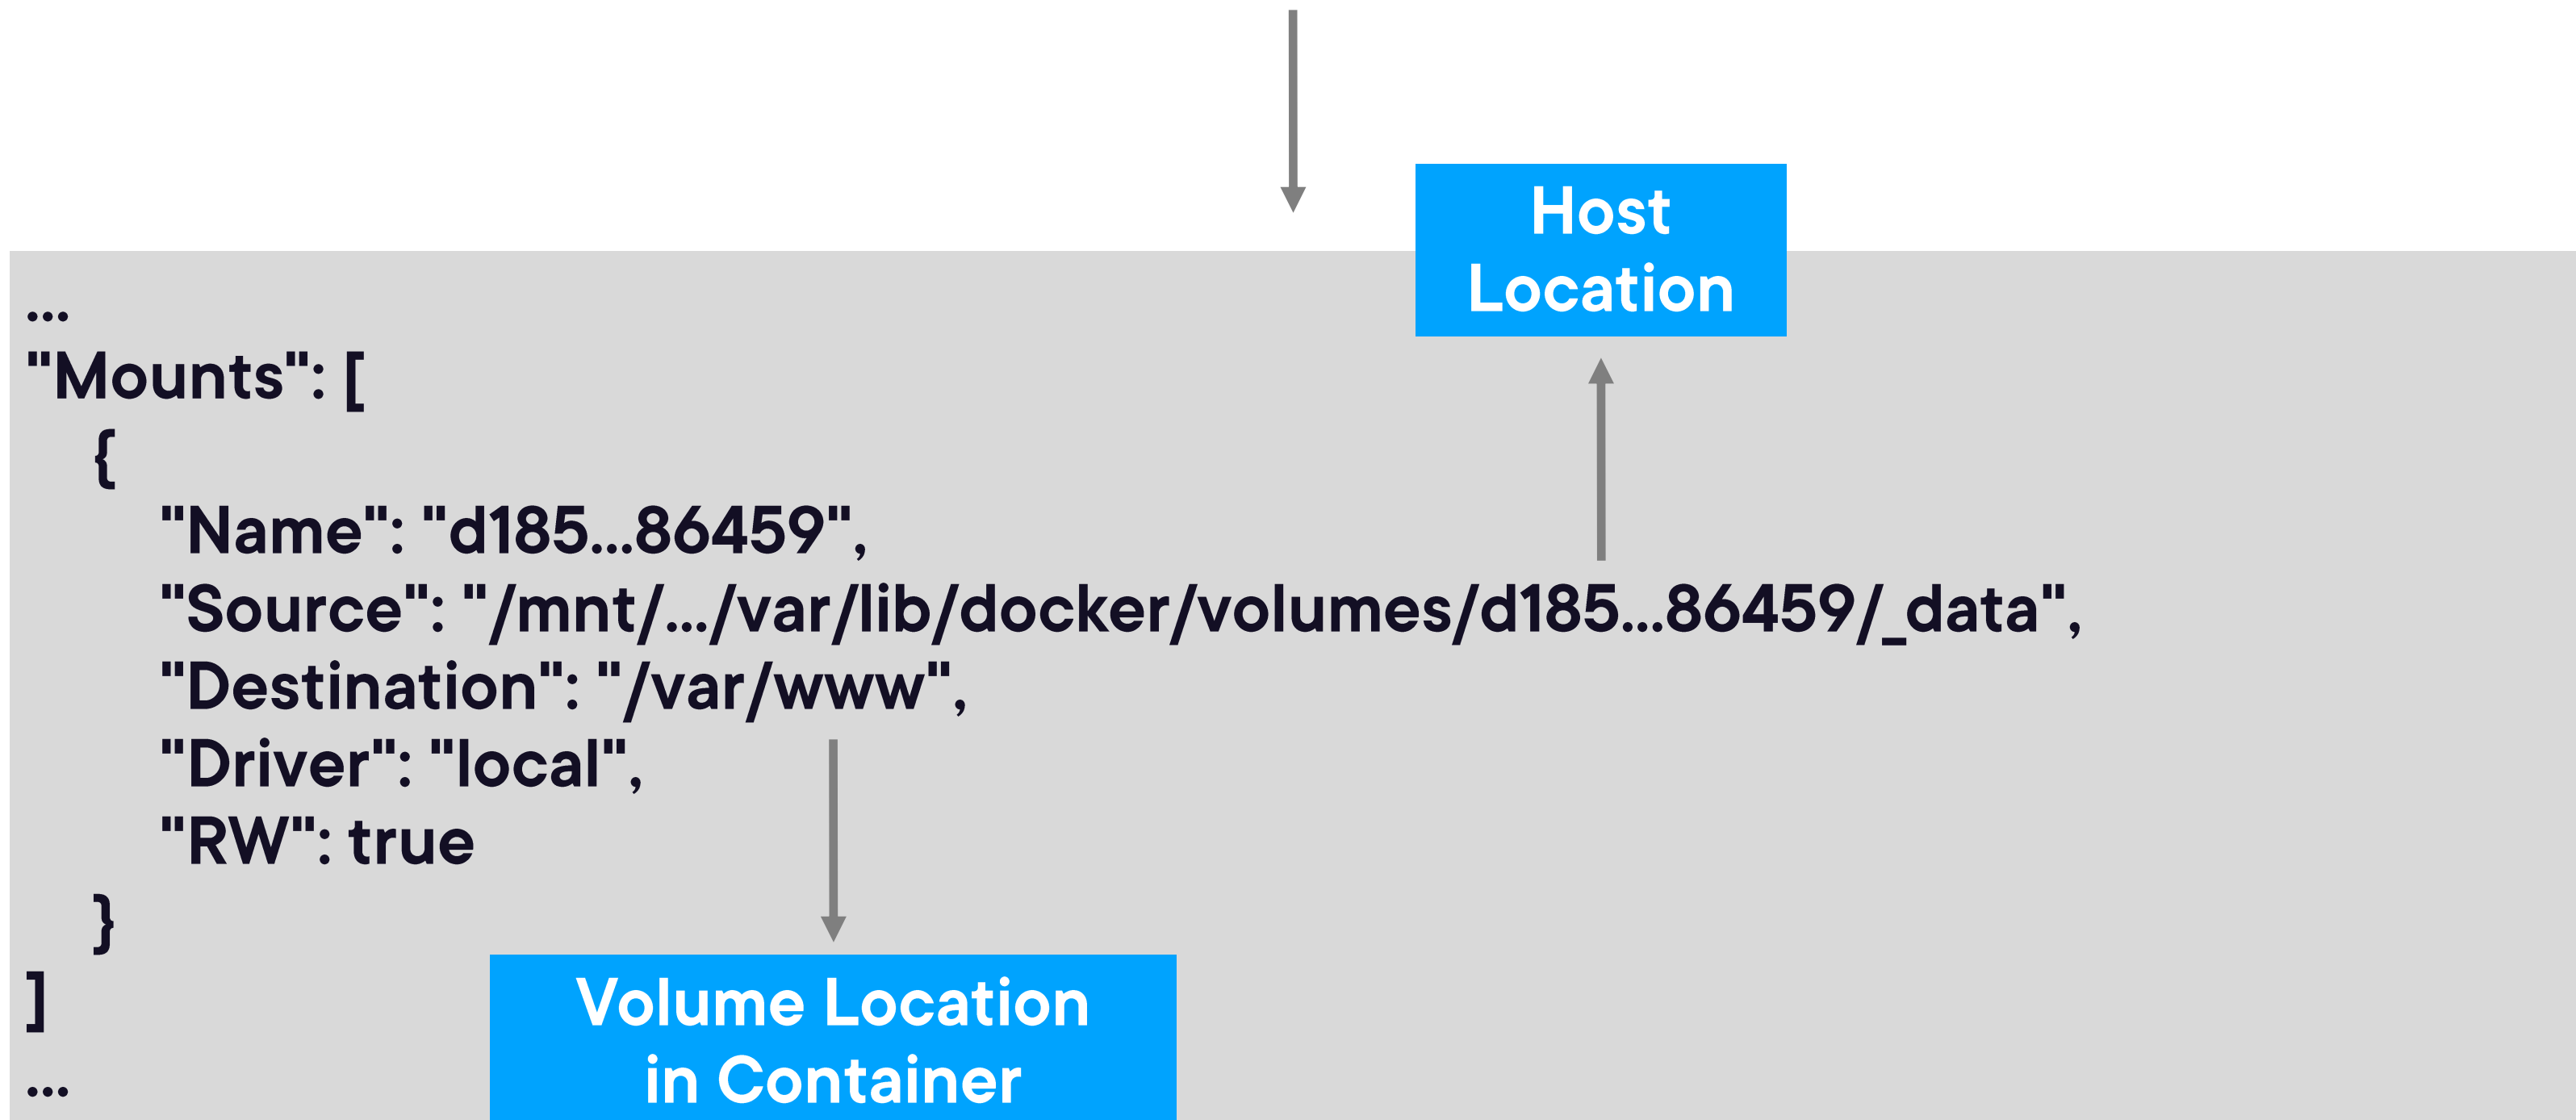 Host
Location
...
"Mounts": [
{
"Name": "d185...86459",
"Source": "/mnt/.../var/lib/docker/volumes/d185...86459/_data",
"Destination": "/var/www",
"Driver": "local",
"RW": true
}
]
...
Volume Location
in Container